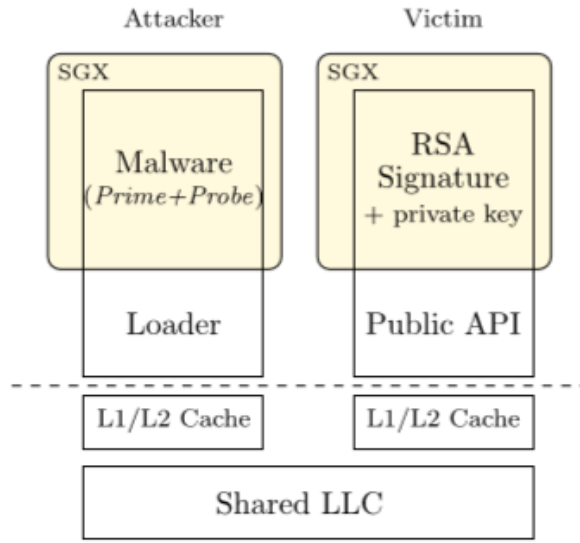 Attacker
Victim
SGX
SGX
Malware
(Prime+Probe)
RSA
Signature
+ private key
Loader
Public API
L1/L2 Cache
L1/L2 Cache
Shared LLC